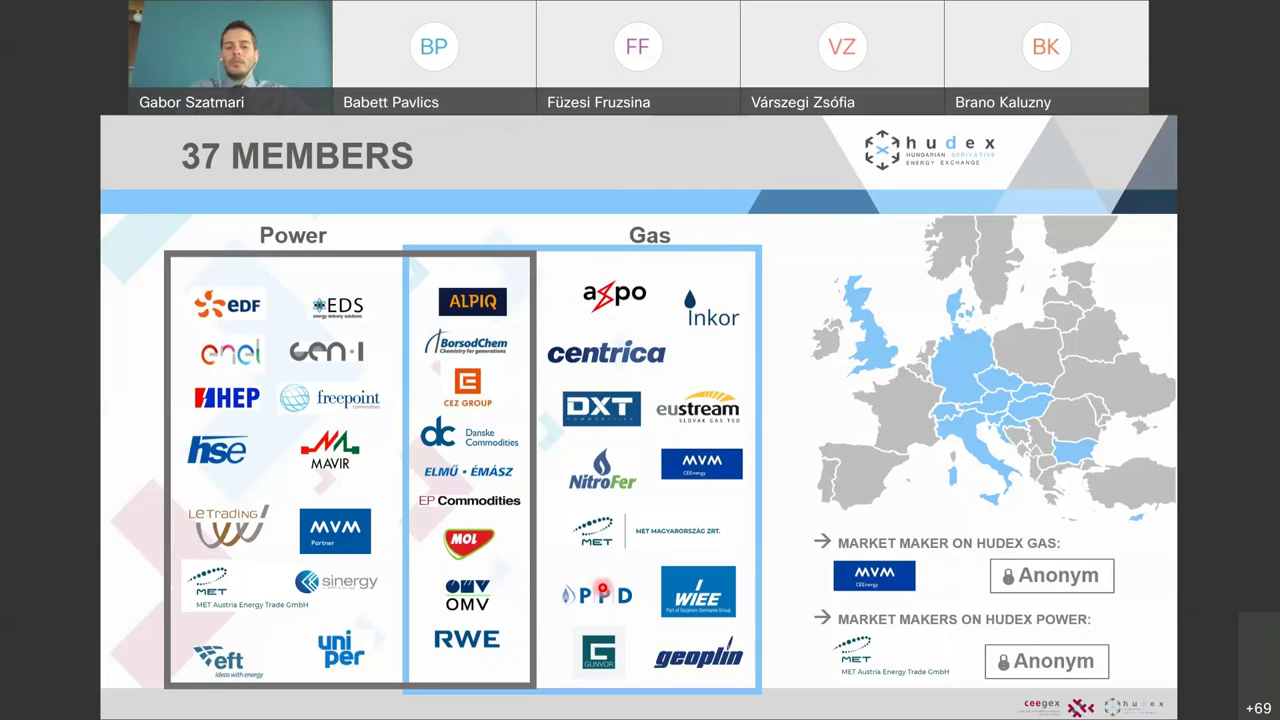 BP
FF
VZ
BK
Gabor Szatmari
Babett Pavlics
Füzesi Fruzsina
Várszegi Zsófia
Brano Kaluzny
37 MEMBERS
hudex
HUNGARIAN DERIVATIVE
ENERGY EXCHANGE
Power
Gas
eDF
EDS
energy delivery solutions
enel
GEN-I
HEP
freepoint
commodities
hse
MAVIR
LE TRADING
MVM
Partner
MET
MET Austria Energy Trade GmbH
sinergy
eft
ideas with energy
uni
per
ALPIQ
BorsodChem
Chemistry for generations
CEZ GROUP
dc
Danske
Commodities
ELMŰ • ÉMÁSZ
EP Commodities
MOL
OMV
RWE
axpo
Inkor
centrica
DXT
COMMODITIES
eustream
SLOVAK GAS TSO
NitroFer
MVM
CEEnergy
MET
MET MAGYARORSZÁG ZRT.
PPD
WIEE
Part of Gazprom Germania Group
GUNVOR
geoplin
→ MARKET MAKER ON HUDEX GAS:
MVM
CEEnergy
Anonym
→ MARKET MAKERS ON HUDEX POWER:
MET
MET Austria Energy Trade GmbH
Anonym
ceegex
hudex
+69